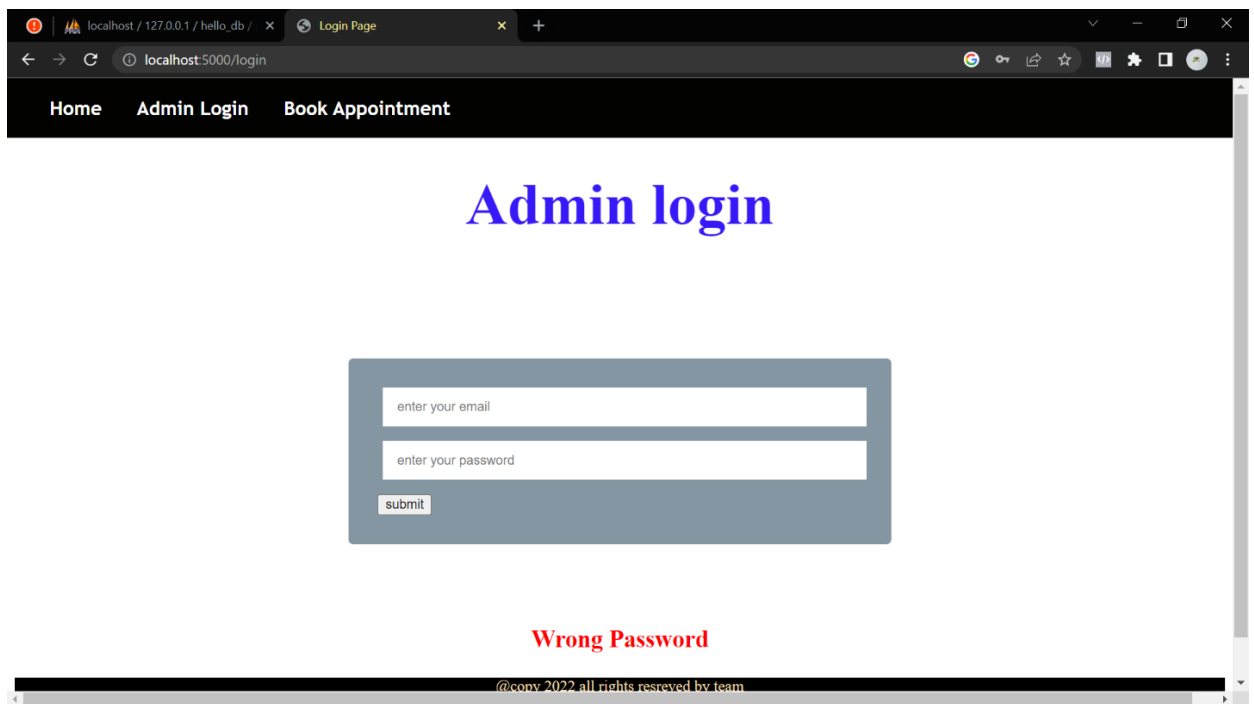 localhost / 127.0.0.1 / hello_db /
Login Page
localhost:5000/login
Home Admin Login Book Appointment
Admin login
enter your email
enter your password
submit
Wrong Password
@copy 2022 all rights resreved by team